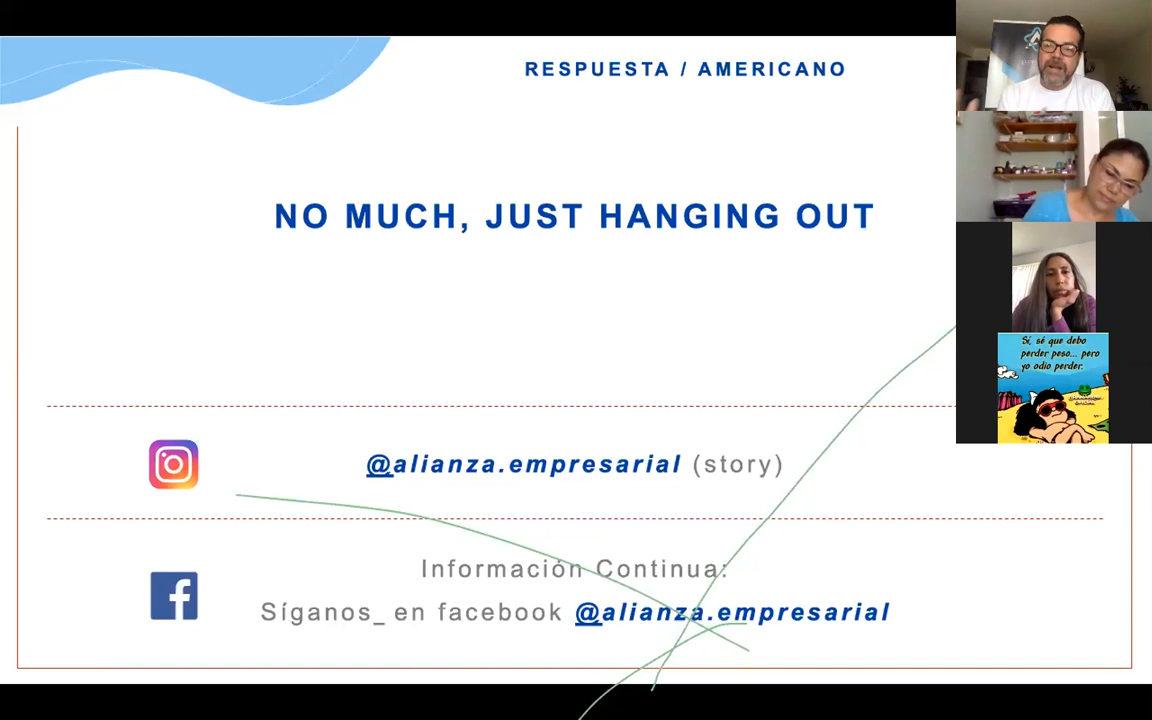 RESPUESTA / AMERICANO
NO MUCH, JUST HANGING OUT
@alianza.empresarial (story)
Información Continua:
Síganos_ en facebook @alianza.empresarial
Sí, sé que debo
perder peso... pero
yo odio perder.